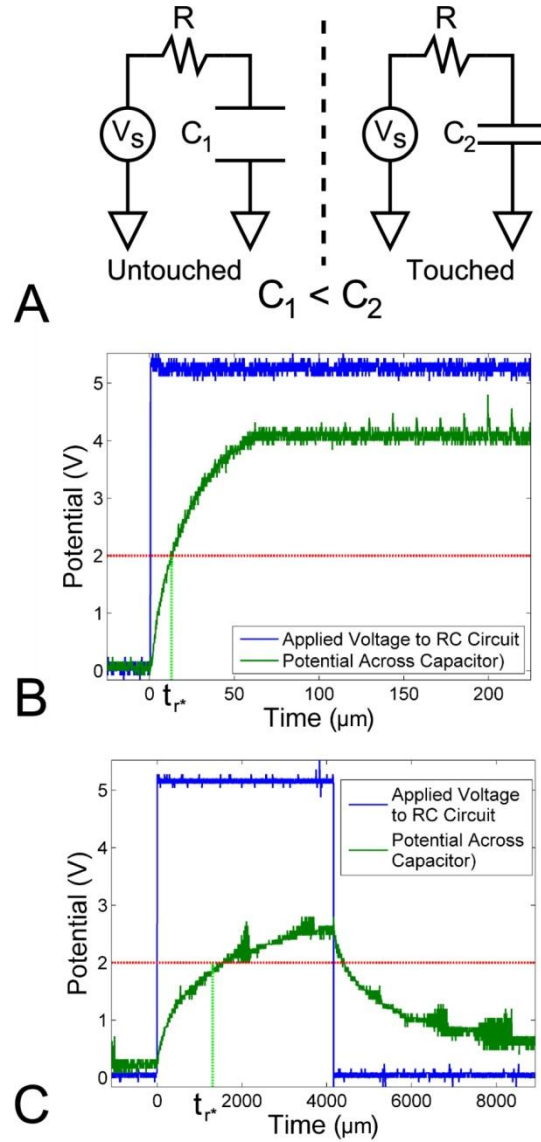 R
R
Vs
C1
Vs
C2
Untouched
Touched
C1 < C2
A
5
4
3
2
1
0
Potential (V)
Applied Voltage to RC Circuit
Potential Across Capacitor)
0
50
100
150
200
tr*
Time (µm)
B
5
4
3
2
1
0
Potential (V)
Applied Voltage
to RC Circuit
Potential Across
Capacitor)
0
2000
4000
6000
8000
tr*
Time (µm)
C